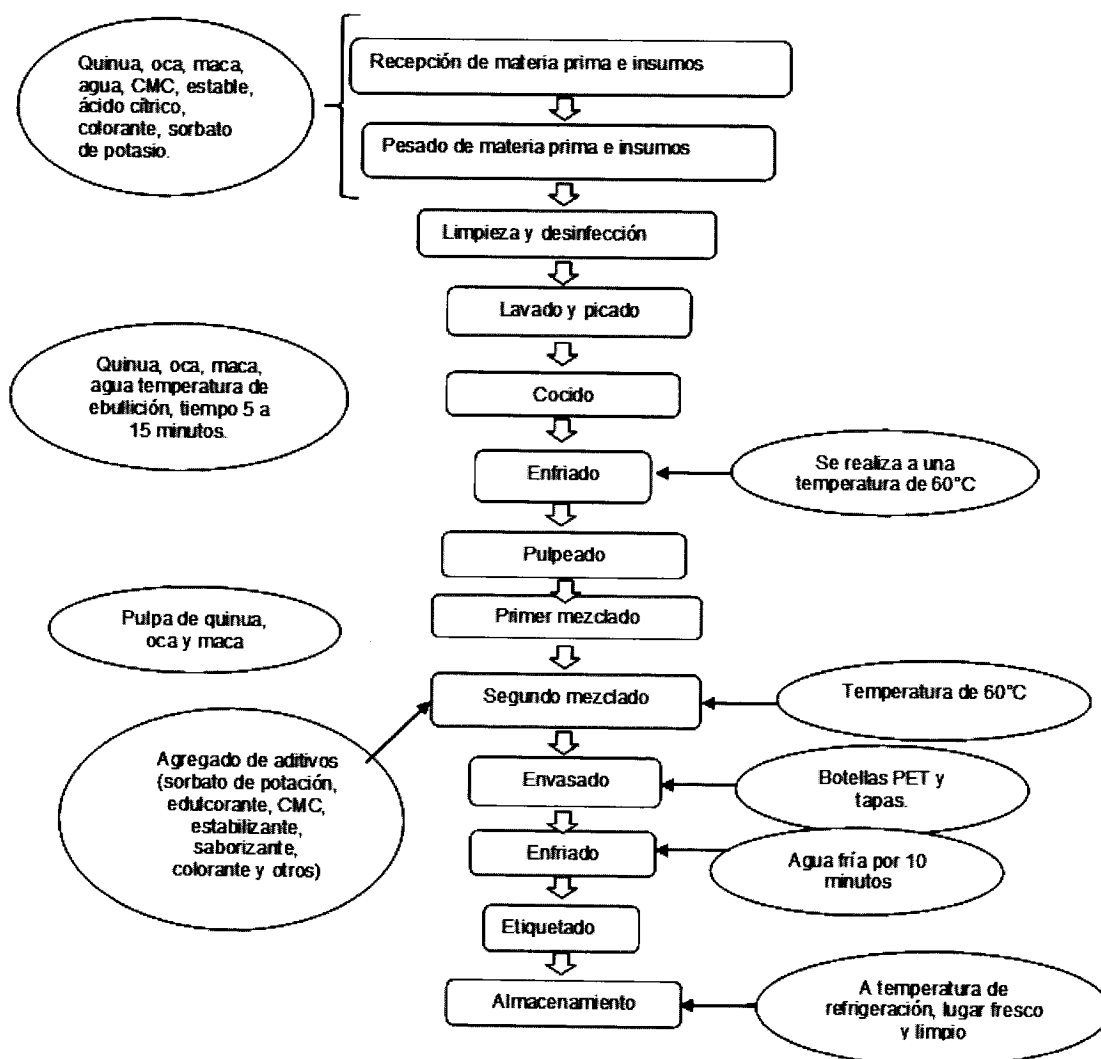 Quinua, oca, maca,
agua, CMC, estable,
ácido cítrico,
colorante, sorbato
de potasio.
Recepción de materia prima e insumos
Pesado de materia prima e insumos
Limpieza y desinfección
Lavado y picado
Quinua, oca, maca,
agua temperatura de
ebullición, tiempo 5 a
15 minutos.
Cocido
Enfriado
Se realiza a una
temperatura de 60°C
Pulpeado
Primer mezclado
Pulpa de quinua,
oca y maca
Segundo mezclado
Temperatura de 60°C
Agregado de aditivos
(sorbato de potación,
edulcorante, CMC,
estabilizante,
saborizante,
colorante y otros)
Envasado
Botellas PET y
tapas.
Enfriado
Agua fría por 10
minutos
Etiquetado
Almacenamiento
A temperatura de
refrigeración, lugar fresco
y limpio